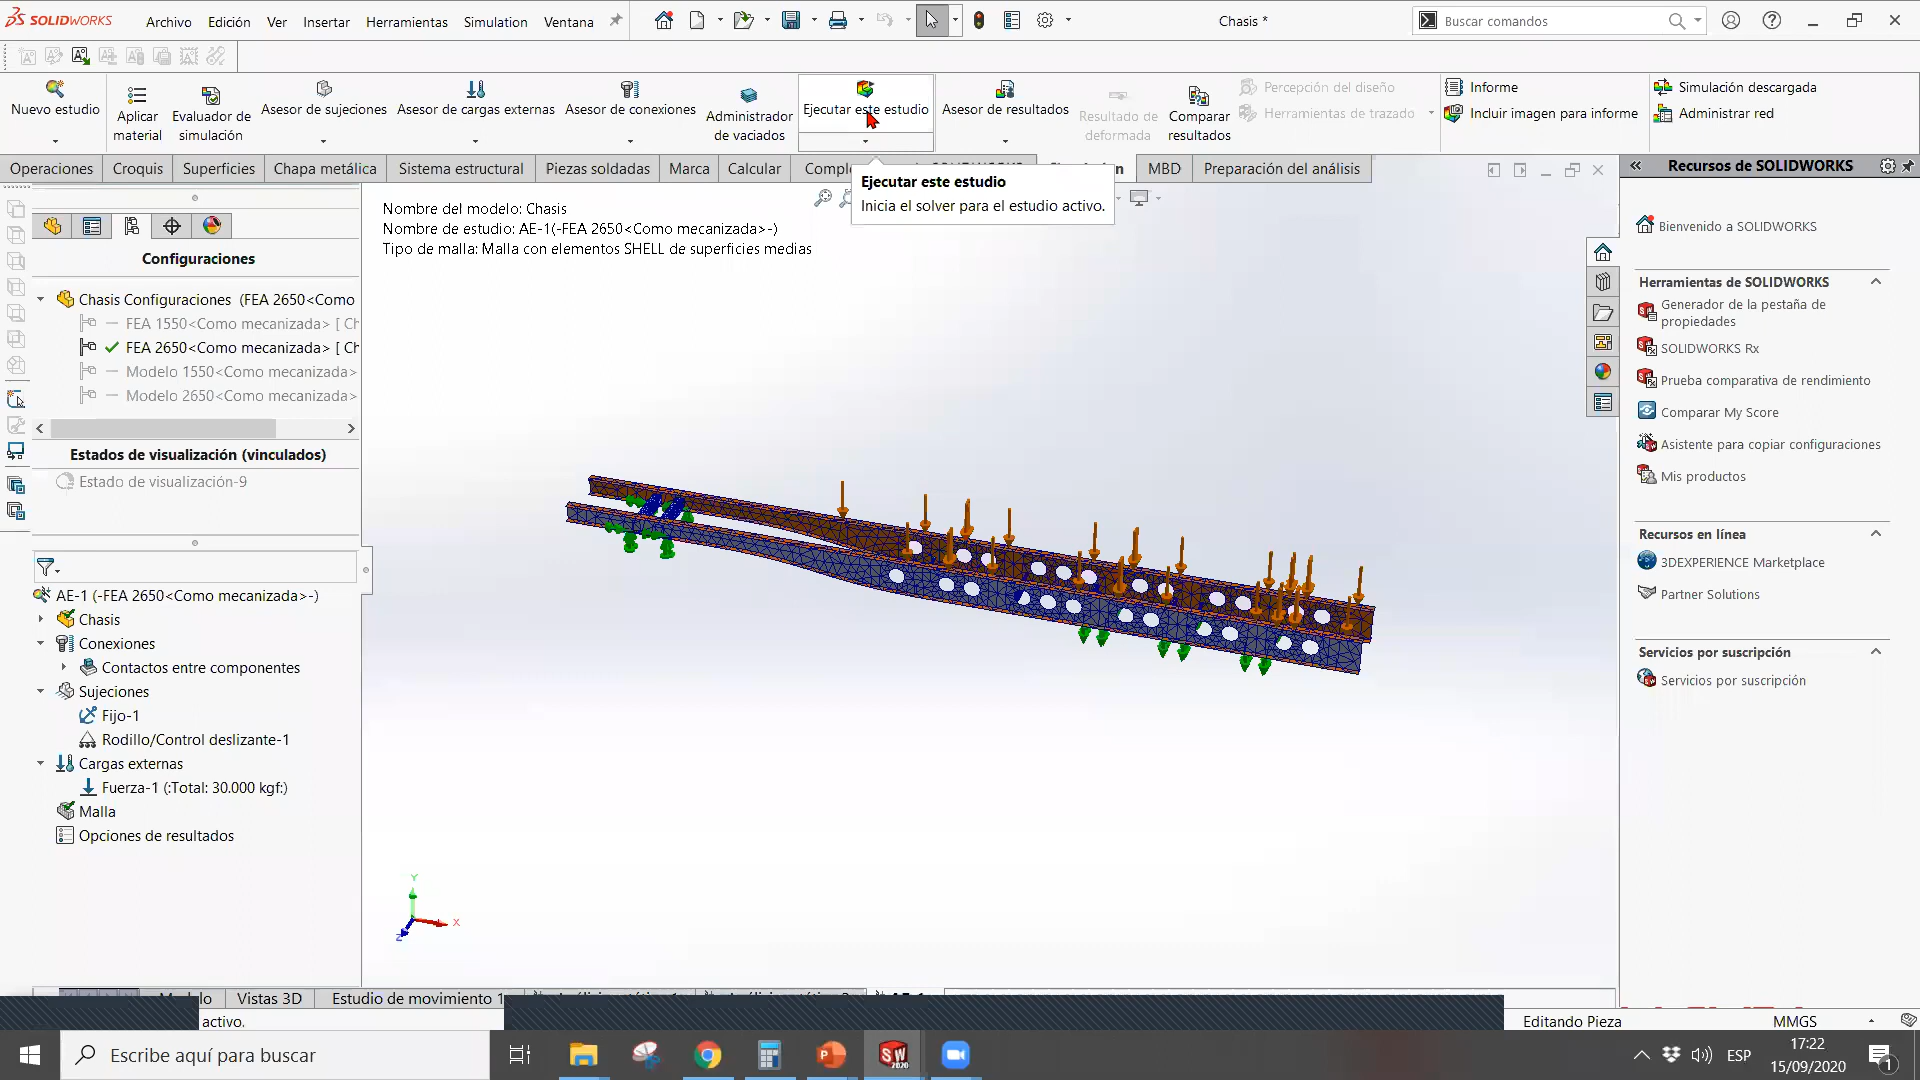 SOLIDWORKS
Archivo
Edición
Ver
Insertar
Herramientas
Simulation
Ventana
Chasis *
Buscar comandos
Nuevo estudio
Aplicar
material
Evaluador de
simulación
Asesor de sujeciones
Asesor de cargas externas
Asesor de conexiones
Administrador
de vaciados
Ejecutar este estudio
Asesor de resultados
Resultado de
deformada
Comparar
resultados
Percepción del diseño
Herramientas de trazado
Informe
Incluir imagen para informe
Simulación descargada
Administrar red
Operaciones
Croquis
Superficies
Chapa metálica
Sistema estructural
Piezas soldadas
Marca
Calcular
MBD
Preparación del análisis
Ejecutar este estudio
Inicia el solver para el estudio activo.
Nombre del modelo: Chasis
Nombre de estudio: AE-1(-FEA 2650<Como mecanizada>-)
Tipo de malla: Malla con elementos SHELL de superficies medias
Configuraciones
Chasis Configuraciones (FEA 2650<Como
FEA 1550<Como mecanizada> [ Ch
FEA 2650<Como mecanizada> [ Ch
Modelo 1550<Como mecanizada>
Modelo 2650<Como mecanizada>
Estados de visualización (vinculados)
Estado de visualización-9
AE-1 (-FEA 2650<Como mecanizada>-)
Chasis
Conexiones
Contactos entre componentes
Sujeciones
Fijo-1
Rodillo/Control deslizante-1
Cargas externas
Fuerza-1 (:Total: 30.000 kgf:)
Malla
Opciones de resultados
Y
X
Z
Recursos de SOLIDWORKS
Bienvenido a SOLIDWORKS
Herramientas de SOLIDWORKS
Generador de la pestaña de
propiedades
SOLIDWORKS Rx
Prueba comparativa de rendimiento
Comparar My Score
Asistente para copiar configuraciones
Mis productos
Recursos en línea
3DEXPERIENCE Marketplace
Partner Solutions
Servicios por suscripción
Servicios por suscripción
Vistas 3D
Estudio de movimiento 1
activo.
Editando Pieza
MMGS
Escribe aquí para buscar
SW
2020
ESP
17:22
15/09/2020
1